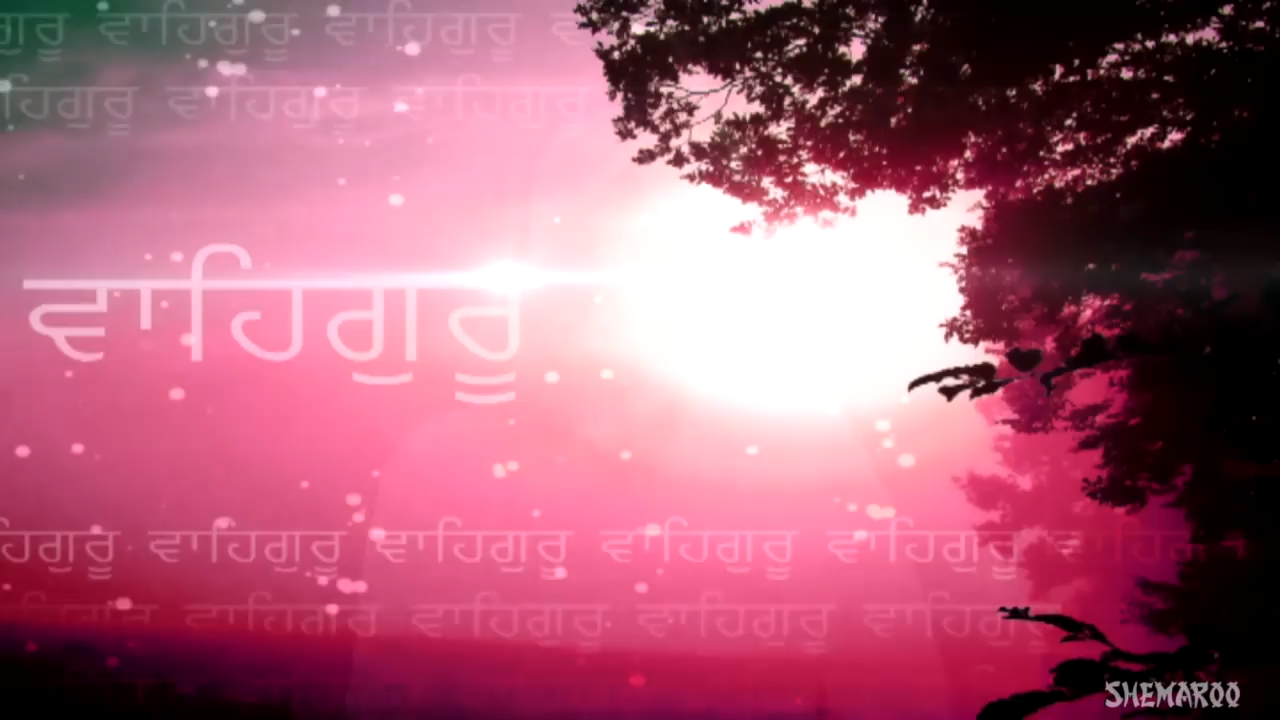 ਗੁਰੂ ਵਾਹਿਗੁਰੂ ਵਾਹਿਗੁਰੂ
ਹਿਗੁਰੂ ਵਾਹਿਗੁਰੂ ਵਾਹਿਗੁਰੂ
ਵਾਹਿਗੁਰੂ
ਹਿਗੁਰੂ ਵਾਹਿਗੁਰੂ ਵਾਹਿਗੁਰੂ ਵਾਹਿਗੁਰੂ ਵਾਹਿਗੁਰੂ ਵਾਹਿਗੁ
ਵਾਹਿਗੁਰੂ ਵਾਹਿਗੁਰੂ ਵਾਹਿਗੁਰੂ ਵਾਹਿਗੁਰੂ
SHEMAROO